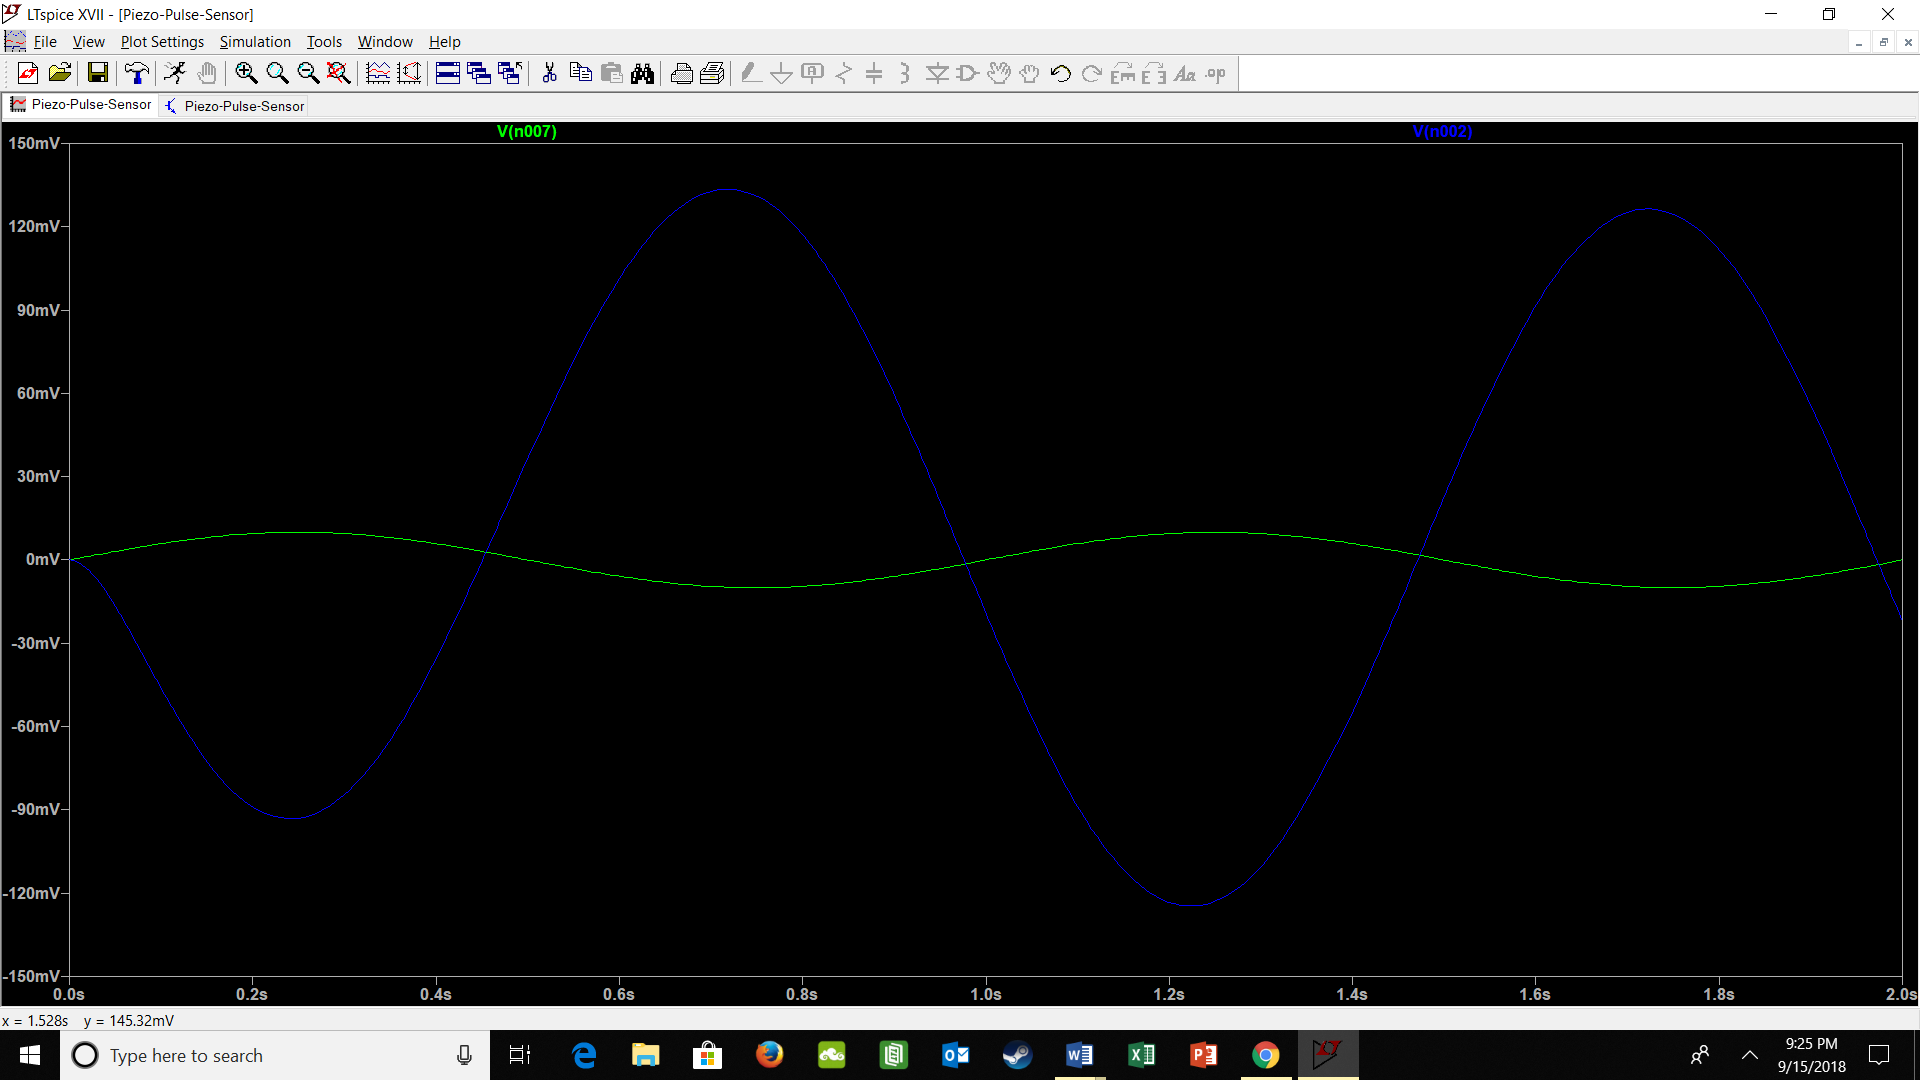 LTspice XVII - [Piezo-Pulse-Sensor]
File View Plot Settings Simulation Tools Window Help
Piezo-Pulse-Sensor Piezo-Pulse-Sensor
V(n007) V(n002)
150mV
120mV
90mV
60mV
30mV
0mV
-30mV
-60mV
-90mV
-120mV
-150mV
0.0s 0.2s 0.4s 0.6s 0.8s 1.0s 1.2s 1.4s 1.6s 1.8s 2.0s
x = 1.528s y = 145.32mV
Type here to search
9:25 PM
9/15/2018